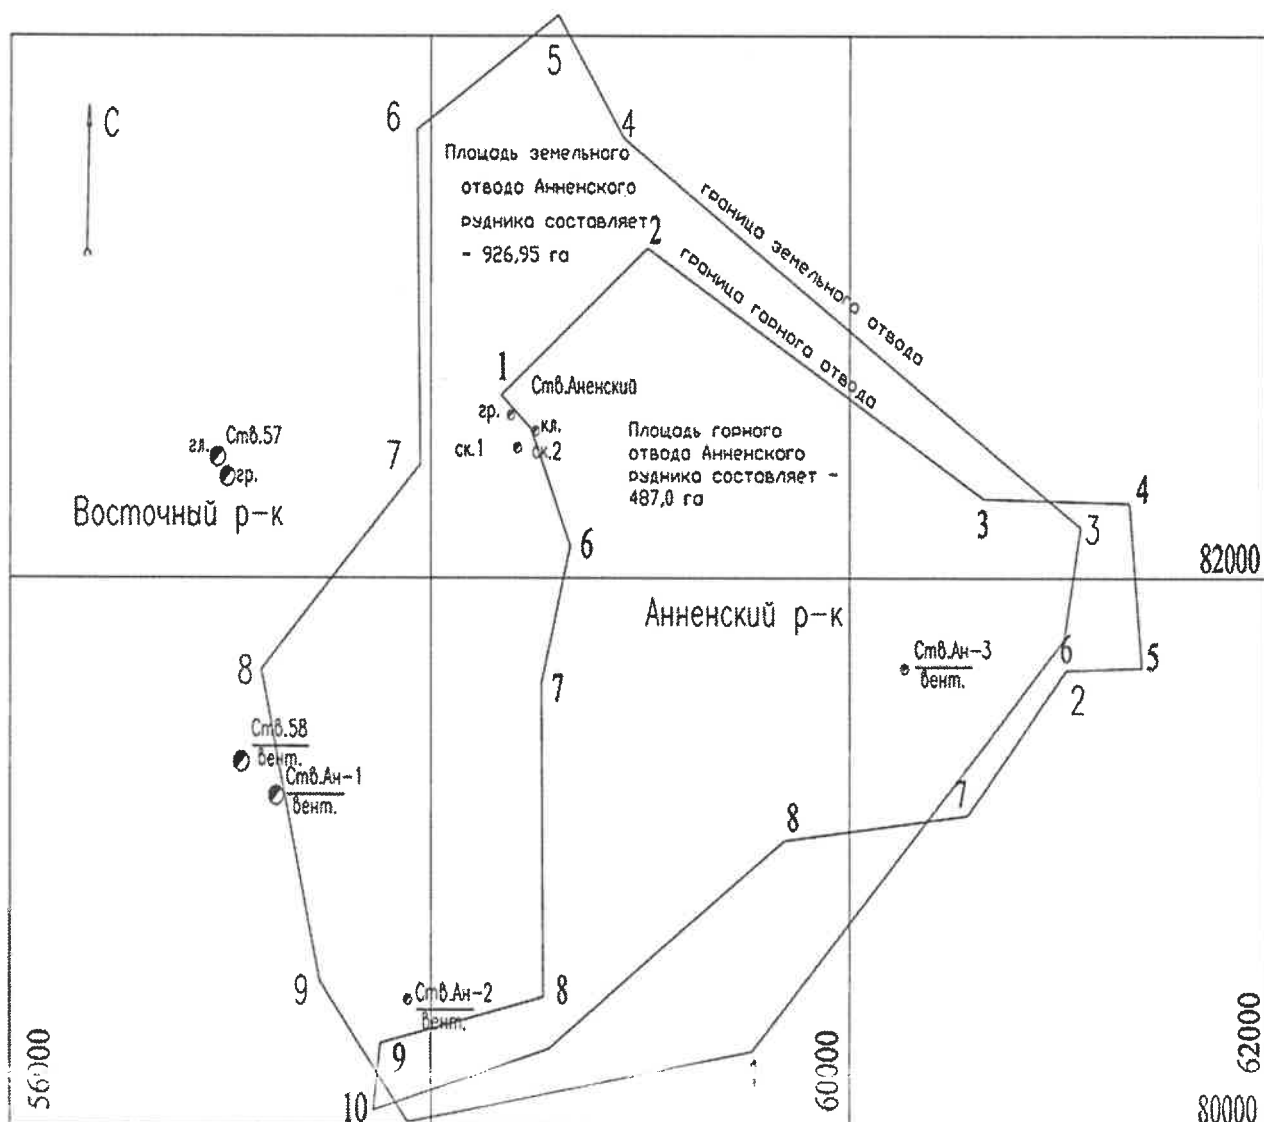 5
6
С
4
Площадь земельного
отвода Анненского
рудника составляет
- 926,95 га
2
граница земельного отвода
граница горного отвода
1
Ств.Аненский
гр.
кл.
ск.1
ск.2
Площадь горного
отвода Анненского
рудника составляет -
487,0 га
7
гл.
Ств.57
гр.
Восточный р-к
3
4
3
6
82000
Анненский р-к
8
7
Ств.Ан-3
вент.
6
5
2
Ств.58
вент.
Ств.Ан-1
вент.
7
8
9
Ств.Ан-2
вент.
8
9
10
1
56000
60000
62000
80000